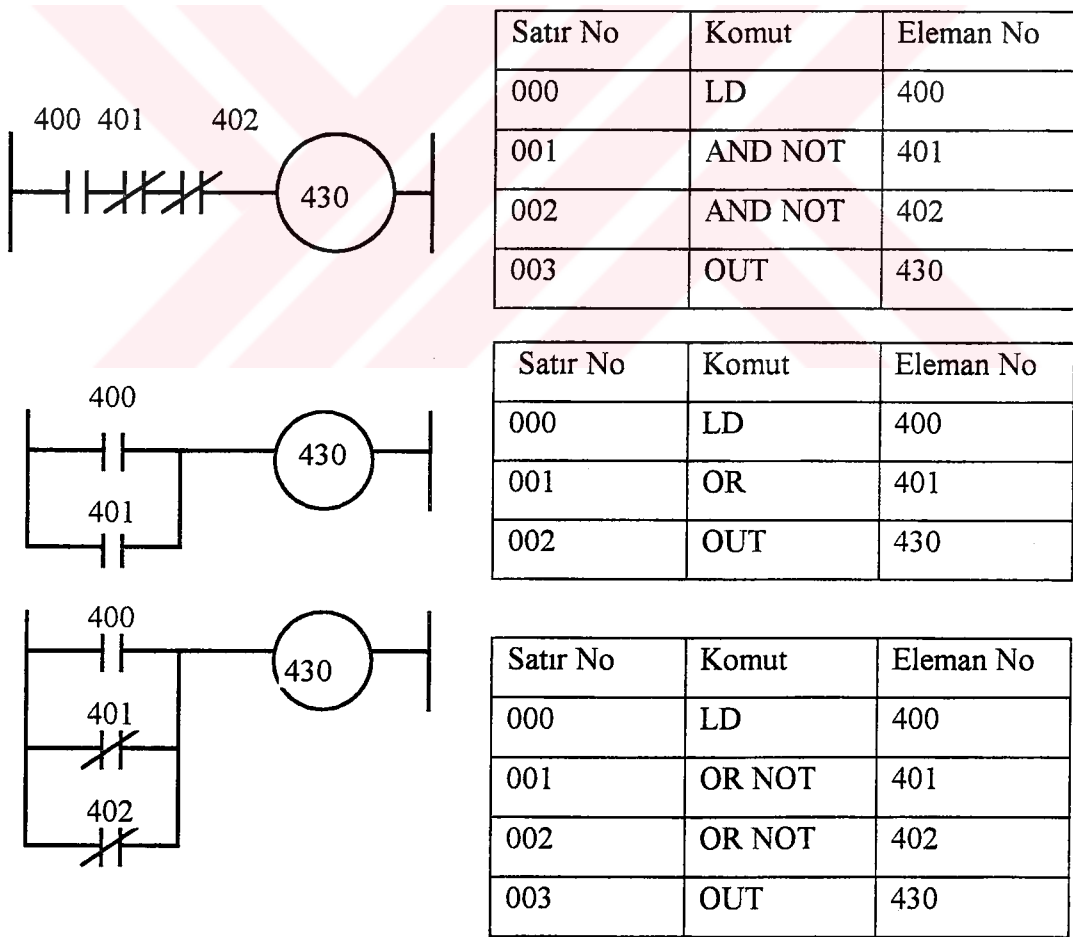 400 401 402
430
Satır No Komut Eleman No
000 LD 400
001 AND NOT 401
002 AND NOT 402
003 OUT 430
400
430
401
Satır No Komut Eleman No
000 LD 400
001 OR 401
002 OUT 430
400
430
401
402
Satır No Komut Eleman No
000 LD 400
001 OR NOT 401
002 OR NOT 402
003 OUT 430